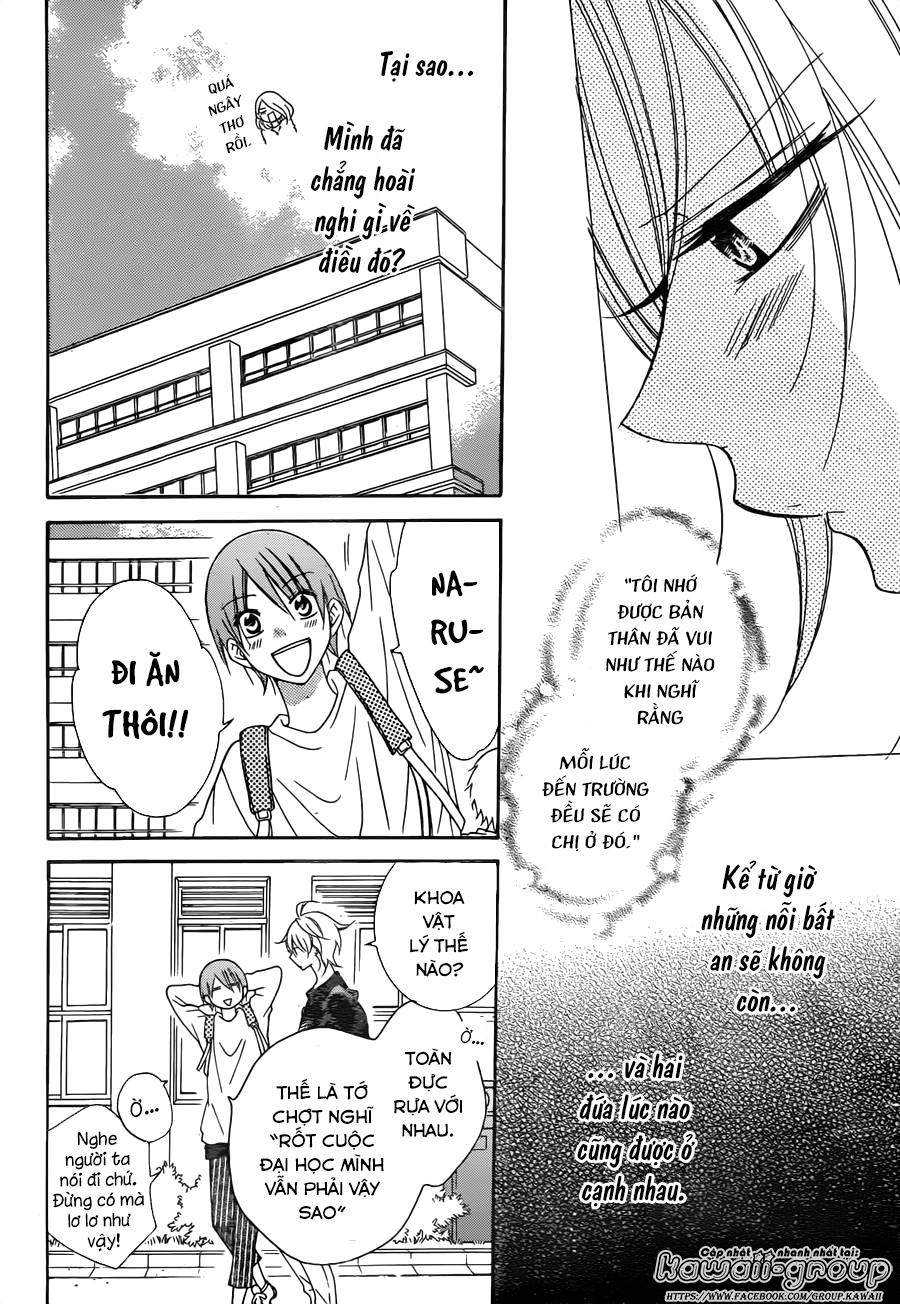 "TÔI NHỚ
ĐƯỢC BẢN
THÂN ĐÃ VUI
NHƯ THẾ NÀO
KHI NGHĨ
RẰNG
MỖI LÚC
ĐẾN TRƯỜNG
ĐỀU SẼ CÓ
CHỊ Ở ĐÓ."
Kể từ giờ
những nỗi bất
an sẽ không
còn...
... và hai
đứa lúc nào
cũng được ở
cạnh nhau.
Tại sao...
Mình đã
chẳng hoài
nghi gì về
điều đó?
QUÁ
NGÂY
THƠ
RỒI.
NA-
RU-
SE~
ĐI ĂN
THÔI!!
KHOA
VẬT
LÝ THẾ
NÀO?
Ờ...
TOÀN
ĐỰC
RỰA VỚI
NHAU.
THẾ LÀ TỚ
CHỢT NGHĨ
"RỐT CUỘC
ĐẠI HỌC MÌNH
VẪN PHẢI VẬY
SAO"
Ờ...
Nghe
người ta
nói đi chứ.
Đừng có mà
lơ lơ như
vậy!
Cập nhật nhanh nhất tại:
kawaii-group
HTTPS://WWW.FACEBOOK.COM/GROUP.KAWAII